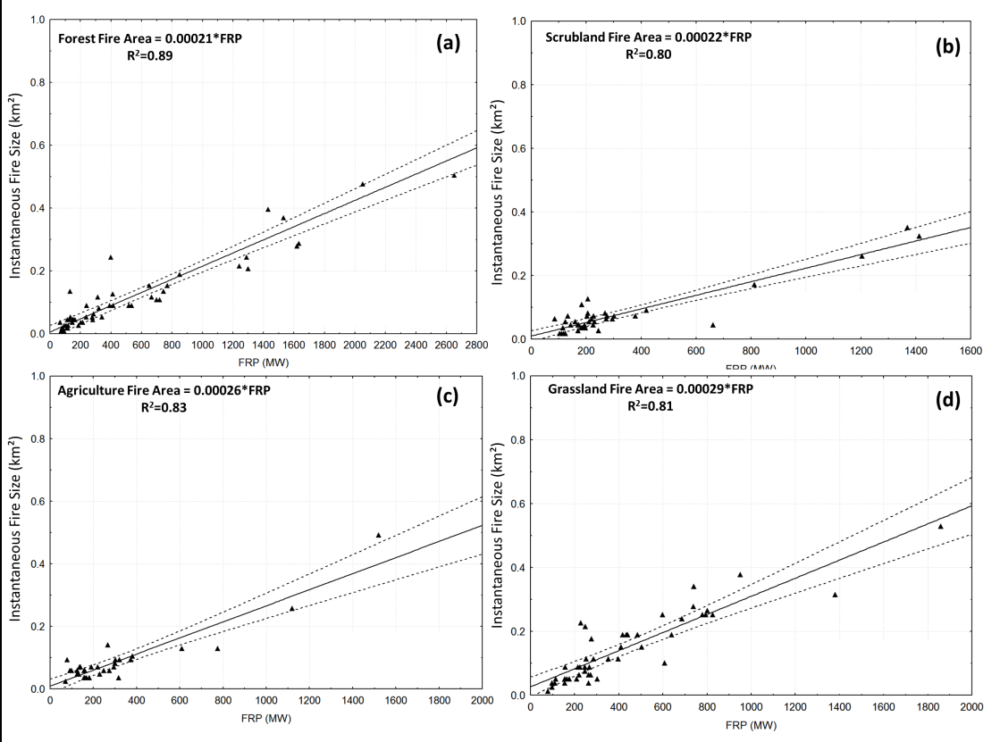 Forest Fire Area = 0.00021*FRP
R²=0.89
(a)
Instantaneous Fire Size (km²)
1.0
0.8
0.6
0.4
0.2
0.0
0 200 400 600 800 1000 1200 1400 1600 1800 2000 2200 2400 2600 2800
FRP (MW)
Scrubland Fire Area = 0.00022*FRP
R²=0.80
(b)
Instantaneous Fire Size (km²)
1.0
0.8
0.6
0.4
0.2
0.0
0 200 400 600 800 1000 1200 1400 1600
FRP (MW)
Agriculture Fire Area = 0.00026*FRP
R²=0.83
(c)
Instantaneous Fire Size (km²)
1.0
0.8
0.6
0.4
0.2
0.0
0 200 400 600 800 1000 1200 1400 1600 1800 2000
FRP (MW)
Grassland Fire Area = 0.00029*FRP
R²=0.81
(d)
Instantaneous Fire Size (km²)
1.0
0.8
0.6
0.4
0.2
0.0
0 200 400 600 800 1000 1200 1400 1600 1800 2000
FRP (MW)